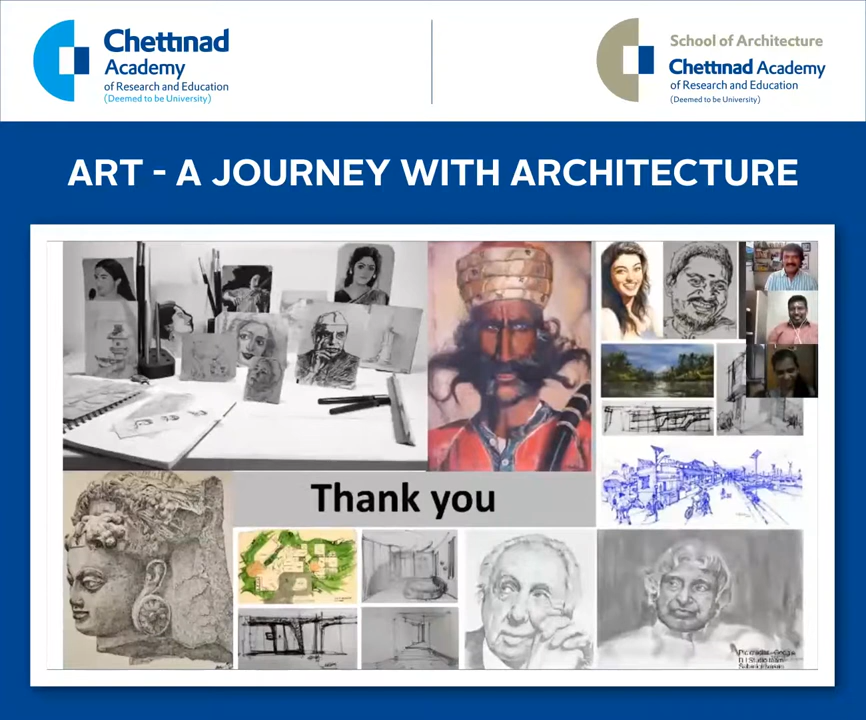 Chettinad
Academy
of Research and Education
(Deemed to be University)
School of Architecture
Chettinad Academy
of Research and Education
(Deemed to be University)
ART - A JOURNEY WITH ARCHITECTURE
Thank you